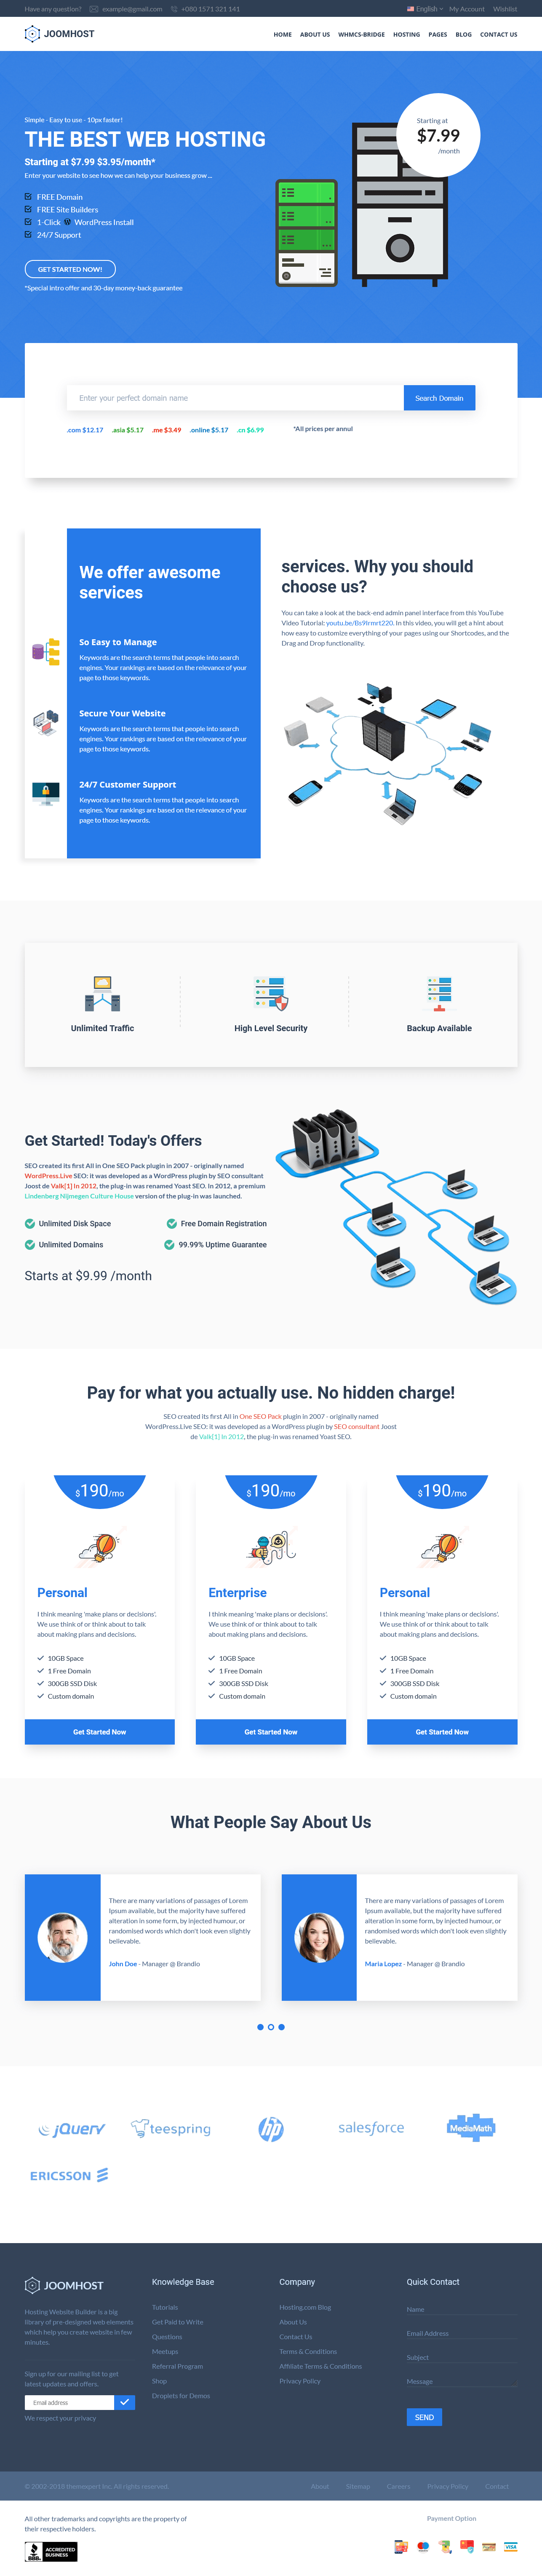 Have any question? example@gmail.com +080 1571 321 141 English My Account Wishlist
JOOMHOST
HOME ABOUT US WHMCS-BRIDGE HOSTING PAGES BLOG CONTACT US
Simple - Easy to use - 10px faster!
THE BEST WEB HOSTING
Starting at $7.99 $3.95/month*
Enter your website to see how we can help your business grow ...
FREE Domain
FREE Site Builders
1-Click WordPress Install
24/7 Support
GET STARTED NOW!
*Special intro offer and 30-day money-back guarantee
Starting at
$7.99
/month
Enter your perfect domain name
Search Domain
.com $12.17 .asia $5.17 .me $3.49 .online $5.17 .cn $6.99 *All prices per annul
We offer awesome
services
So Easy to Manage
Keywords are the search terms that people into search
engines. Your rankings are based on the relevance of your
page to those keywords.
Secure Your Website
Keywords are the search terms that people into search
engines. Your rankings are based on the relevance of your
page to those keywords.
24/7 Customer Support
Keywords are the search terms that people into search
engines. Your rankings are based on the relevance of your
page to those keywords.
services. Why you should
choose us?
You can take a look at the back-end admin panel interface from this YouTube
Video Tutorial: youtu.be/Bs9Irnrt220. In this video, you will get a hint about
how easy to customize everything of your pages using our Shortcodes, and the
Drag and Drop functionality.
Unlimited Traffic
High Level Security
Backup Available
Get Started! Today's Offers
SEO created its first All in One SEO Pack plugin in 2007 - originally named
WordPress.Live SEO: it was developed as a WordPress plugin by SEO consultant
Joost de Valk[1] In 2012, the plug-in was renamed Yoast SEO. In 2012, a premium
Lindenberg Nijmegen Culture House version of the plug-in was launched.
Unlimited Disk Space
Free Domain Registration
Unlimited Domains
99.99% Uptime Guarantee
Starts at $9.99 /month
Pay for what you actually use. No hidden charge!
SEO created its first All in One SEO Pack plugin in 2007 - originally named
WordPress.Live SEO: it was developed as a WordPress plugin by SEO consultant Joost
de Valk[1] In 2012, the plug-in was renamed Yoast SEO.
$190/mo
Personal
I think meaning 'make plans or decisions'.
We use think of or think about to talk
about making plans and decisions.
10GB Space
1 Free Domain
300GB SSD Disk
Custom domain
Get Started Now
$190/mo
Enterprise
I think meaning 'make plans or decisions'.
We use think of or think about to talk
about making plans and decisions.
10GB Space
1 Free Domain
300GB SSD Disk
Custom domain
Get Started Now
$190/mo
Personal
I think meaning 'make plans or decisions'.
We use think of or think about to talk
about making plans and decisions.
10GB Space
1 Free Domain
300GB SSD Disk
Custom domain
Get Started Now
What People Say About Us
There are many variations of passages of Lorem
Ipsum available, but the majority have suffered
alteration in some form, by injected humour, or
randomised words which don't look even slightly
believable.
John Doe - Manager @ Brandio
There are many variations of passages of Lorem
Ipsum available, but the majority have suffered
alteration in some form, by injected humour, or
randomised words which don't look even slightly
believable.
Maria Lopez - Manager @ Brandio
jQuery
teespring
hp
salesforce
MediaMath
ERICSSON
JOOMHOST
Hosting Website Builder is a big
library of pre-designed web elements
which help you create website in few
minutes.
Sign up for our mailing list to get
latest updates and offers.
Email address
We respect your privacy
Knowledge Base
Tutorials
Get Paid to Write
Questions
Meetups
Referral Program
Shop
Droplets for Demos
Company
Hosting.com Blog
About Us
Contact Us
Terms & Conditions
Affiliate Terms & Conditions
Privacy Policy
Quick Contact
Name
Email Address
Subject
Message
SEND
© 2002-2018 themexpert Inc. All rights reserved.
About Sitemap Careers Privacy Policy Contact
All other trademarks and copyrights are the property of
their respective holders.
BBB ACCREDITED
BUSINESS
Payment Option
VISA